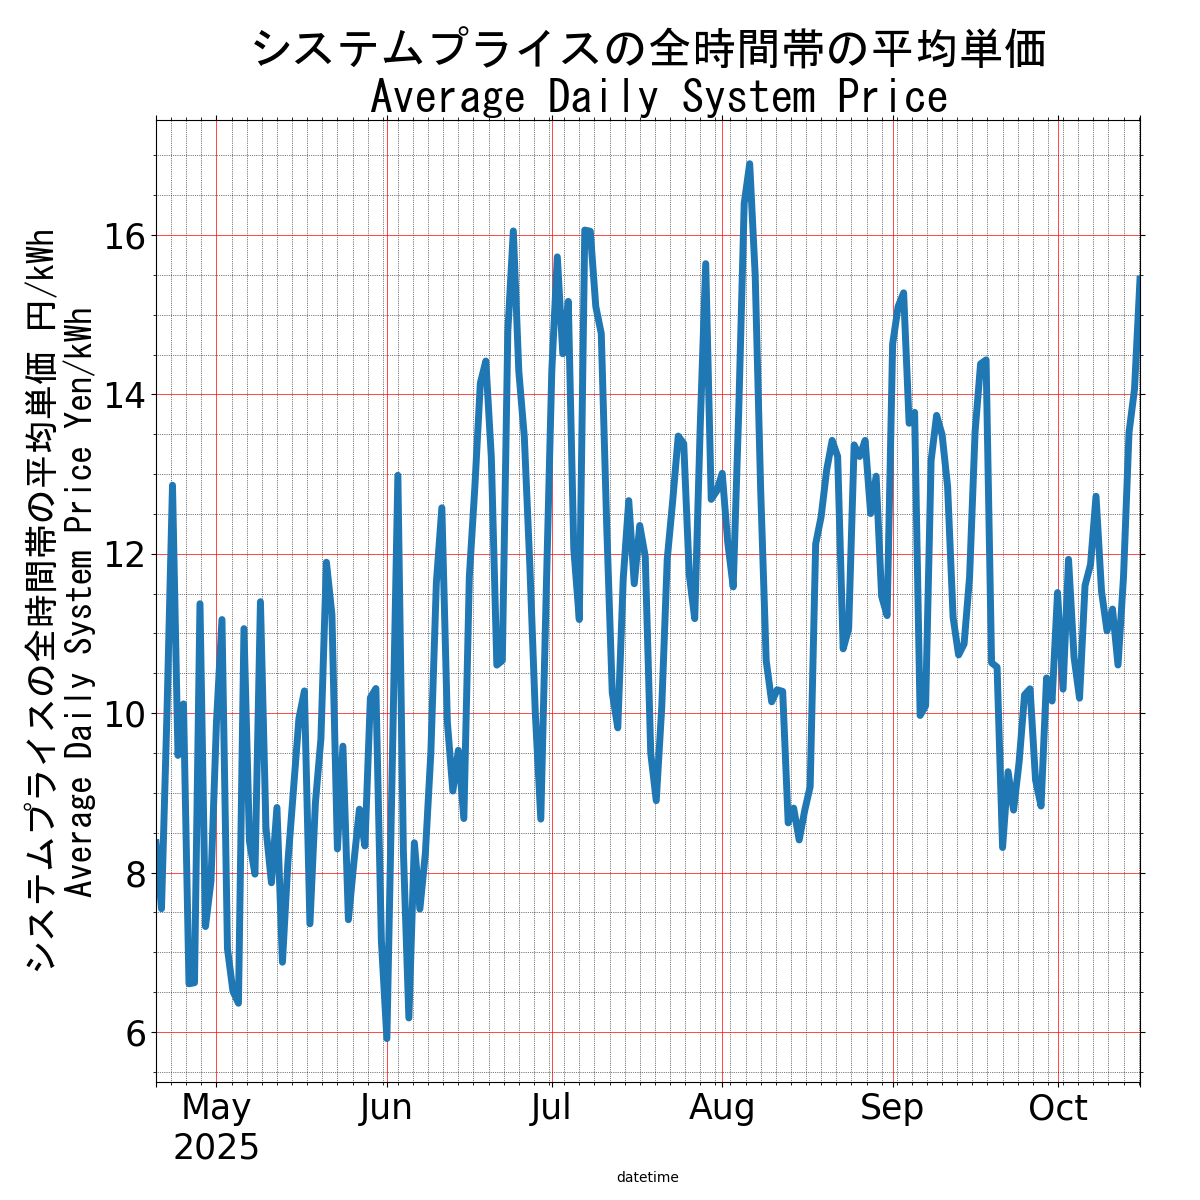 システムプライスの全時間帯の平均単価
Average Daily System Price
システムプライスの全時間帯の平均単価 円/kWh
Average Daily System Price Yen/kWh
16
14
12
10
8
6
May
2025
Jun
Jul
Aug
Sep
Oct
datetime